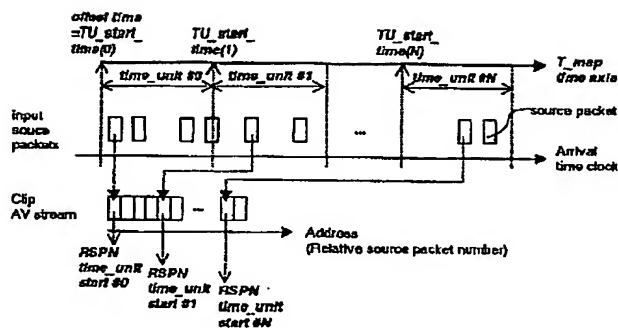 offset time
=TU_start_
time(0)
TU_start_
time(1)
TU_start_
time(N)
T_map
time axis
time_unit #0
time_unit #1
time_unit #N
source packet
Input
souce
packets
...
Arrival
time clock
Clip
AV stream
...
Address
(Relative source packet number)
RSPN
time_unit
start #0
RSPN
time_unit
start #1
RSPN
time_unit
start #N